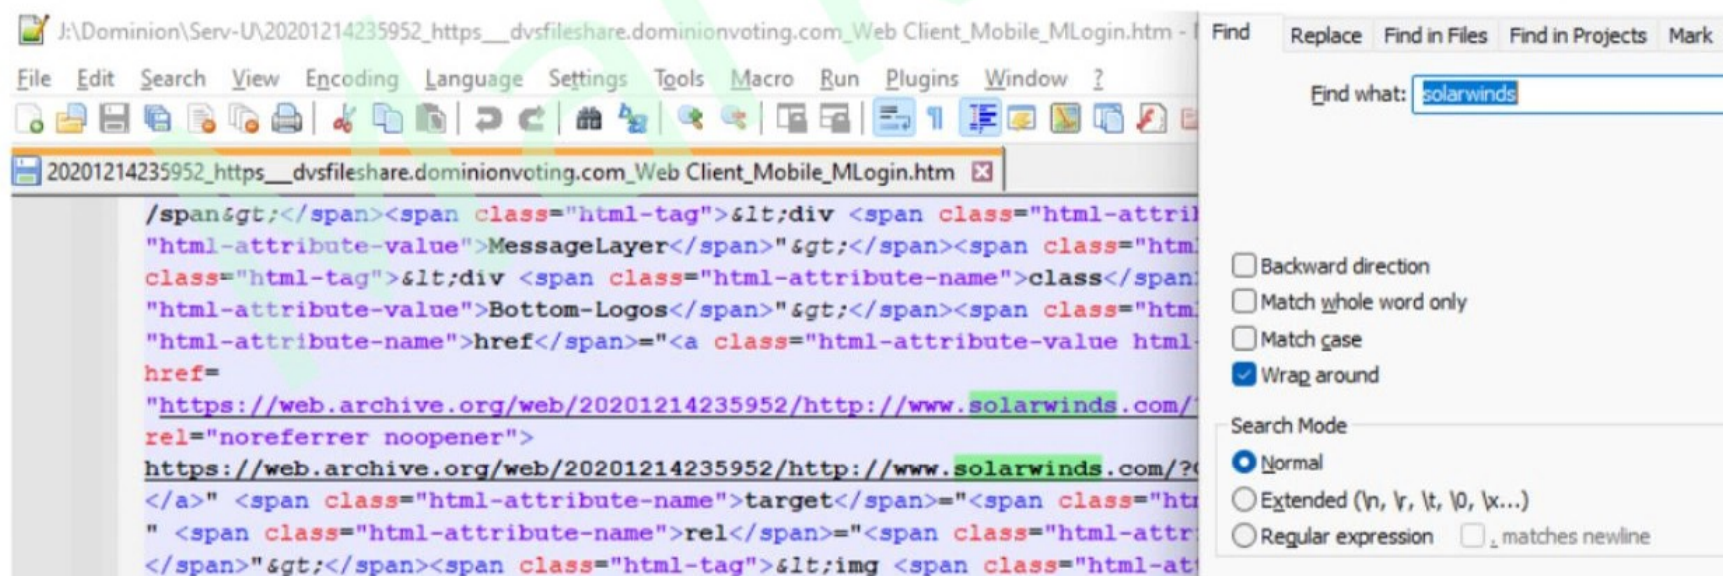 J:\Dominion\Serv-U\20201214235952_https__dvsfileshare.dominionvoting.com_Web Client_Mobile_MLogin.htm -
File Edit Search View Encoding Language Settings Tools Macro Run Plugins Window ?
20201214235952_https__dvsfileshare.dominionvoting.com_Web Client_Mobile_MLogin.htm
/span&gt;</span><span class="html-tag">&lt;div <span class="html-attrib
"html-attribute-value">MessageLayer</span>"&gt;</span><span class="html
class="html-tag">&lt;div <span class="html-attribute-name">class</span
"html-attribute-value">Bottom-Logos</span>"&gt;</span><span class="html
"html-attribute-name">href</span>="<a class="html-attribute-value html-
href=
"https://web.archive.org/web/20201214235952/http://www.solarwinds.com/
rel="noreferrer noopener">
https://web.archive.org/web/20201214235952/http://www.solarwinds.com/?
</a>" <span class="html-attribute-name">target</span>="<span class="ht
" <span class="html-attribute-name">rel</span>="<span class="html-attr
</span>"&gt;</span><span class="html-tag">&lt;img <span class="html-at
Find Replace Find in Files Find in Projects Mark
Find what: solarwinds
Backward direction
Match whole word only
Match case
Wrap around
Search Mode
Normal
Extended (\n, \r, \t, \0, \x...)
Regular expression . matches newline